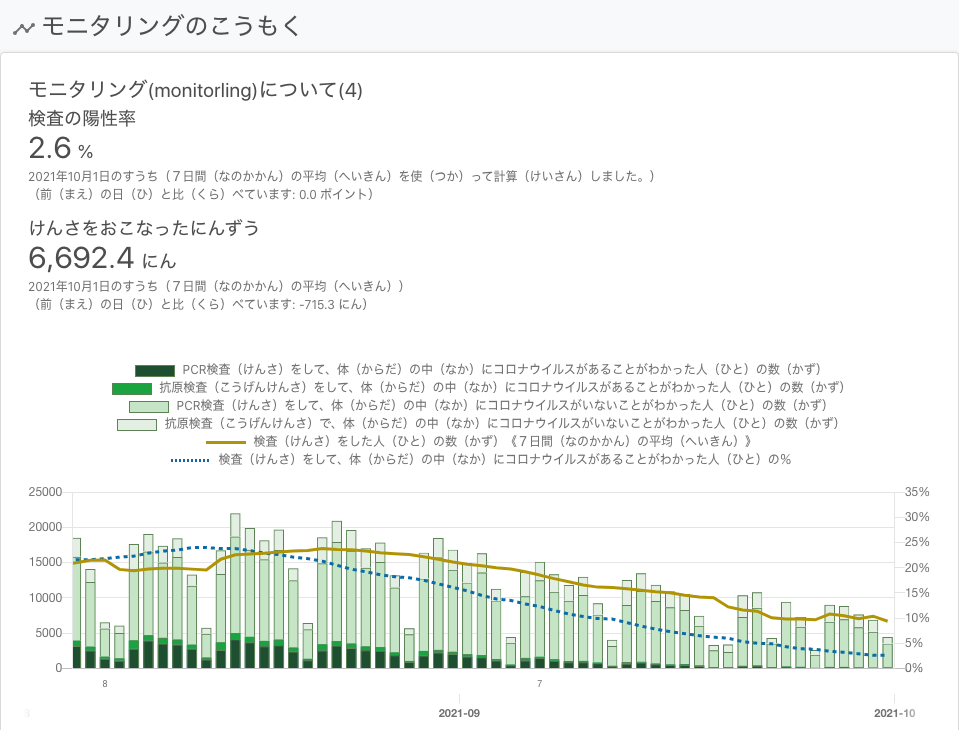 モニタリングのこうもく
モニタリング(monitorling)について(4)
検査の陽性率
2.6 %
2021年10月1日のすうち（７日間（なのかかん）の平均（へいきん）を使（つか）って計算（けいさん）しました。）
（前（まえ）の日（ひ）と比（くら）べています: 0.0 ポイント）
けんさをおこなったにんずう
6,692.4 にん
2021年10月1日のすうち（７日間（なのかかん）の平均（へいきん））
（前（まえ）の日（ひ）と比（くら）べています: -715.3 にん）
PCR検査（けんさ）をして、体（からだ）の中（なか）にコロナウイルスがあることがわかった人（ひと）の数（かず）
抗原検査（こうげんけんさ）をして、体（からだ）の中（なか）にコロナウイルスがあることがわかった人（ひと）の数（かず）
PCR検査（けんさ）をして、体（からだ）の中（なか）にコロナウイルスがいないことがわかった人（ひと）の数（かず）
抗原検査（こうげんけんさ）で、体（からだ）の中（なか）にコロナウイルスがいないことがわかった人（ひと）の数（かず）
検査（けんさ）をした人（ひと）の数（かず）《７日間（なのかかん）の平均（へいきん）》
検査（けんさ）をして、体（からだ）の中（なか）にコロナウイルスがあることがわかった人（ひと）の％
25000 35%
30%
20000
25%
15000 20%
15%
10000
10%
5000
5%
0 0%
8 7
8
2021-09 2021-10